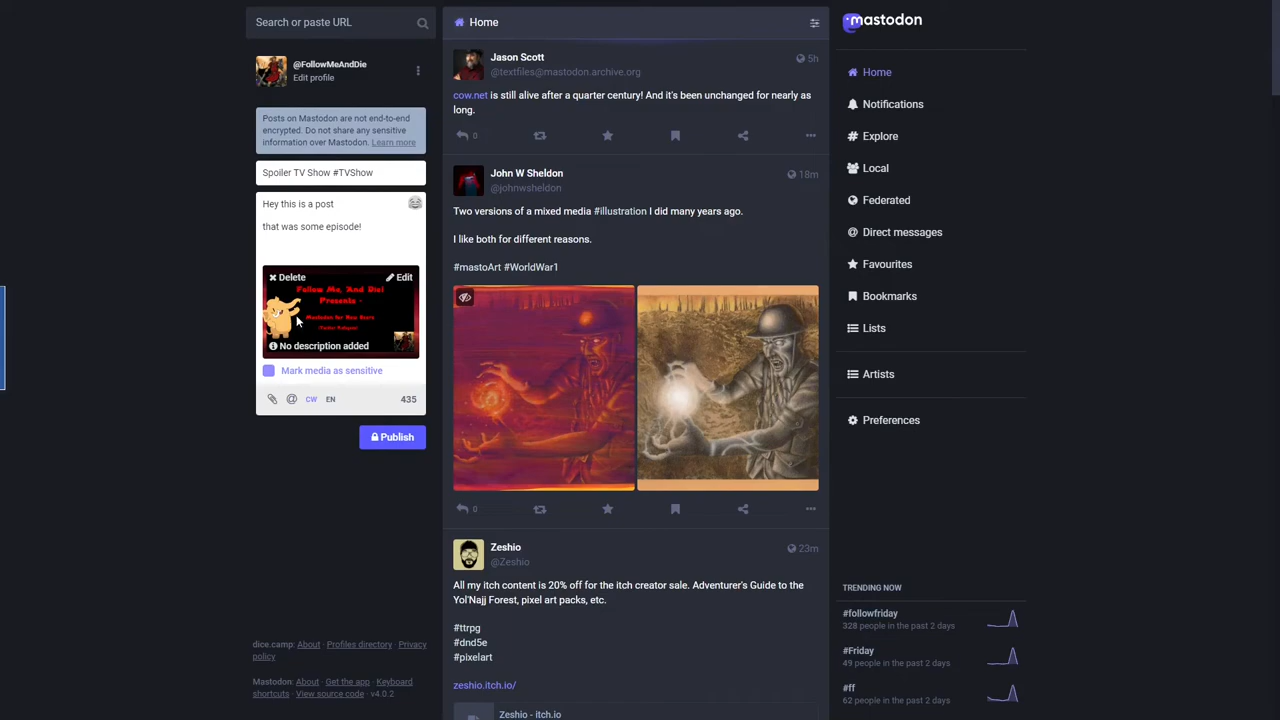 Search or paste URL
@FollowMeAndDie
Edit profile
Posts on Mastodon are not end-to-end
encrypted. Do not share any sensitive
information over Mastodon. Learn more
Spoiler TV Show #TVShow
Hey this is a post
that was some episode!
Delete
Edit
Follow Me, And Die!
Presents -
Mastodon for New Users
No description added
Mark media as sensitive
CW
EN
435
Publish
dice.camp: About · Profiles directory · Privacy
policy
Mastodon: About · Get the app · Keyboard
shortcuts · View source code · v4.0.2
Home
Jason Scott
5h
@textfiles@mastodon.archive.org
cow.net is still alive after a quarter century! And it's been unchanged for nearly as
long.
0
John W Sheldon
18m
@johnwsheldon
Two versions of a mixed media #illustration I did many years ago.
I like both for different reasons.
#mastoArt #WorldWar1
0
Zeshio
23m
@Zeshio
All my itch content is 20% off for the itch creator sale. Adventurer's Guide to the
Yol'Najj Forest, pixel art packs, etc.
#ttrpg
#dnd5e
#pixelart
zeshio.itch.io/
Zeshio - itch.io
mastodon
Home
Notifications
Explore
Local
Federated
Direct messages
Favourites
Bookmarks
Lists
Artists
Preferences
TRENDING NOW
#followfriday
328 people in the past 2 days
#Friday
49 people in the past 2 days
#ff
62 people in the past 2 days